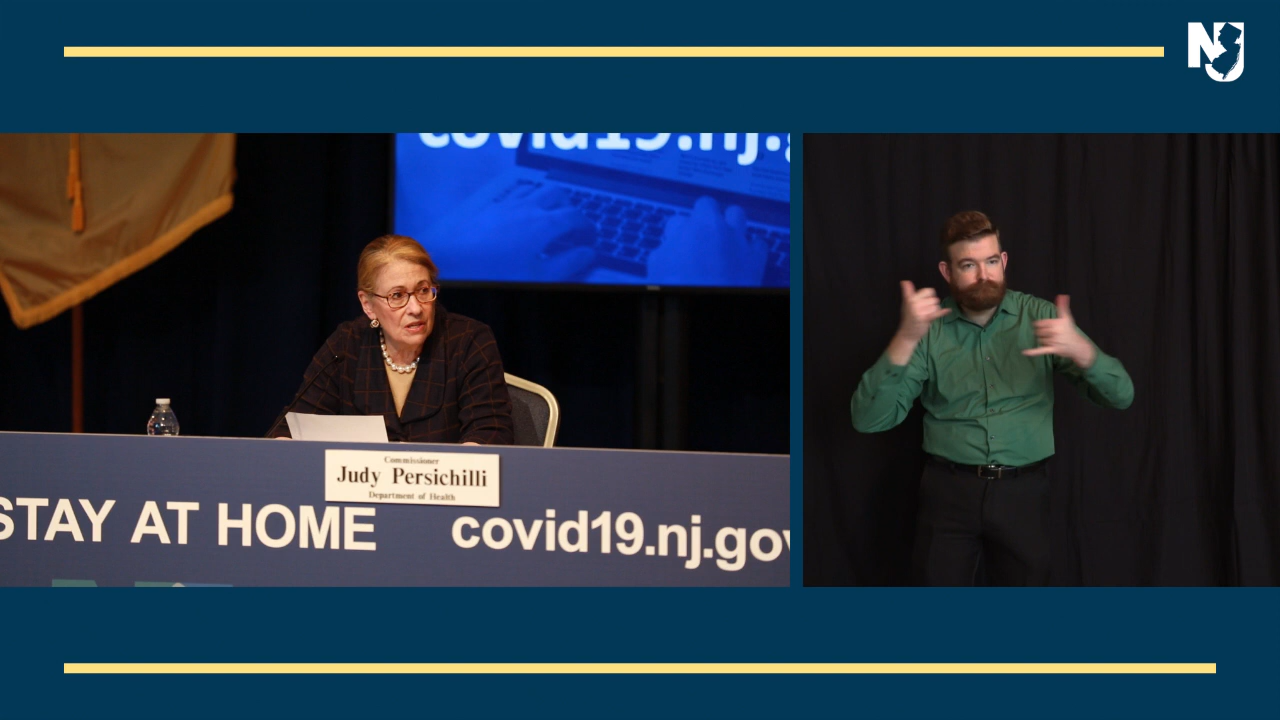 NJ
covid19.nj.
Commissioner
Judy Persichilli
Department of Health
STAY AT HOME
covid19.nj.gov